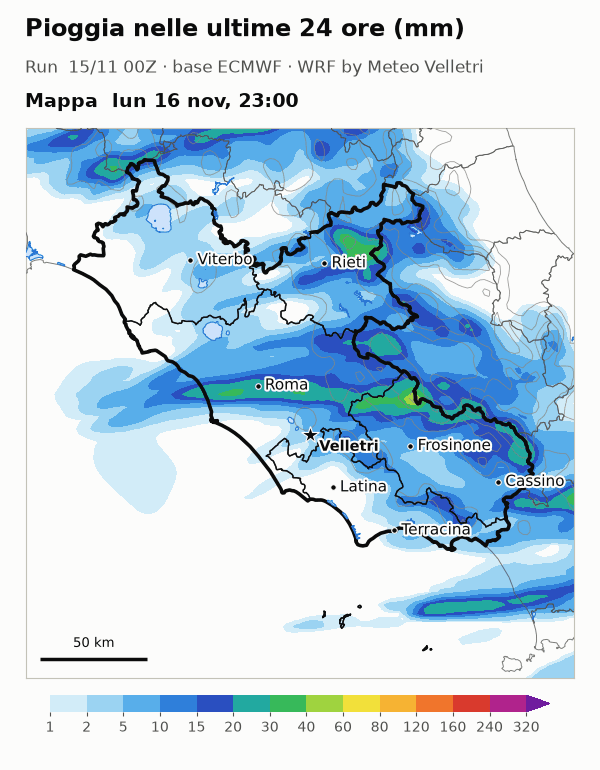 Pioggia nelle ultime 24 ore (mm)
Run  15/11 00Z · base ECMWF · WRF by Meteo Velletri
Mappa  lun 16 nov, 23:00
Viterbo
Rieti
Roma
Velletri
Frosinone
Cassino
Latina
Terracina
50 km
1 2 5 10 15 20 30 40 60 80 120 160 240 320